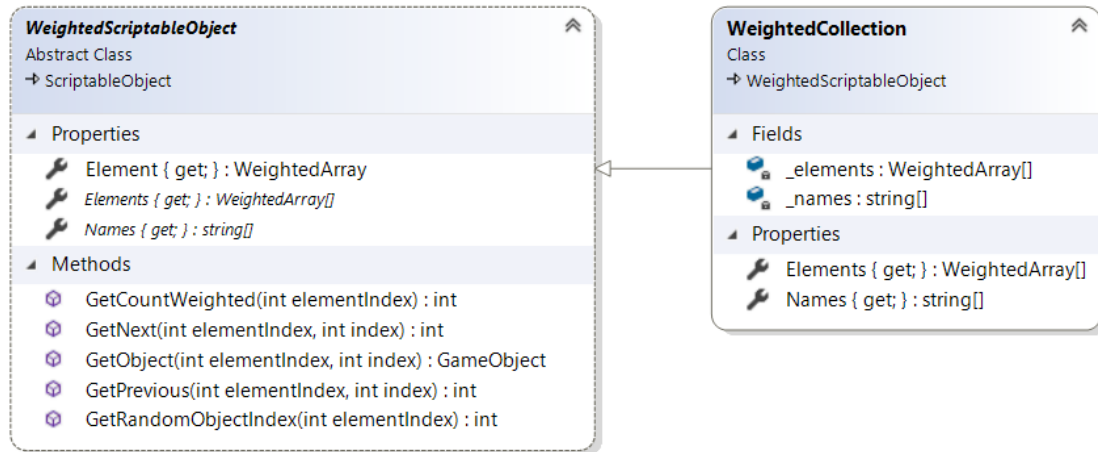 WeightedScriptableObject
Abstract Class
ScriptableObject
Properties
Element { get; } : WeightedArray
Elements { get; } : WeightedArray[]
Names { get; } : string[]
Methods
GetCountWeighted(int elementIndex) : int
GetNext(int elementIndex, int index) : int
GetObject(int elementIndex, int index) : GameObject
GetPrevious(int elementIndex, int index) : int
GetRandomObjectIndex(int elementIndex) : int
WeightedCollection
Class
WeightedScriptableObject
Fields
_elements : WeightedArray[]
_names : string[]
Properties
Elements { get; } : WeightedArray[]
Names { get; } : string[]